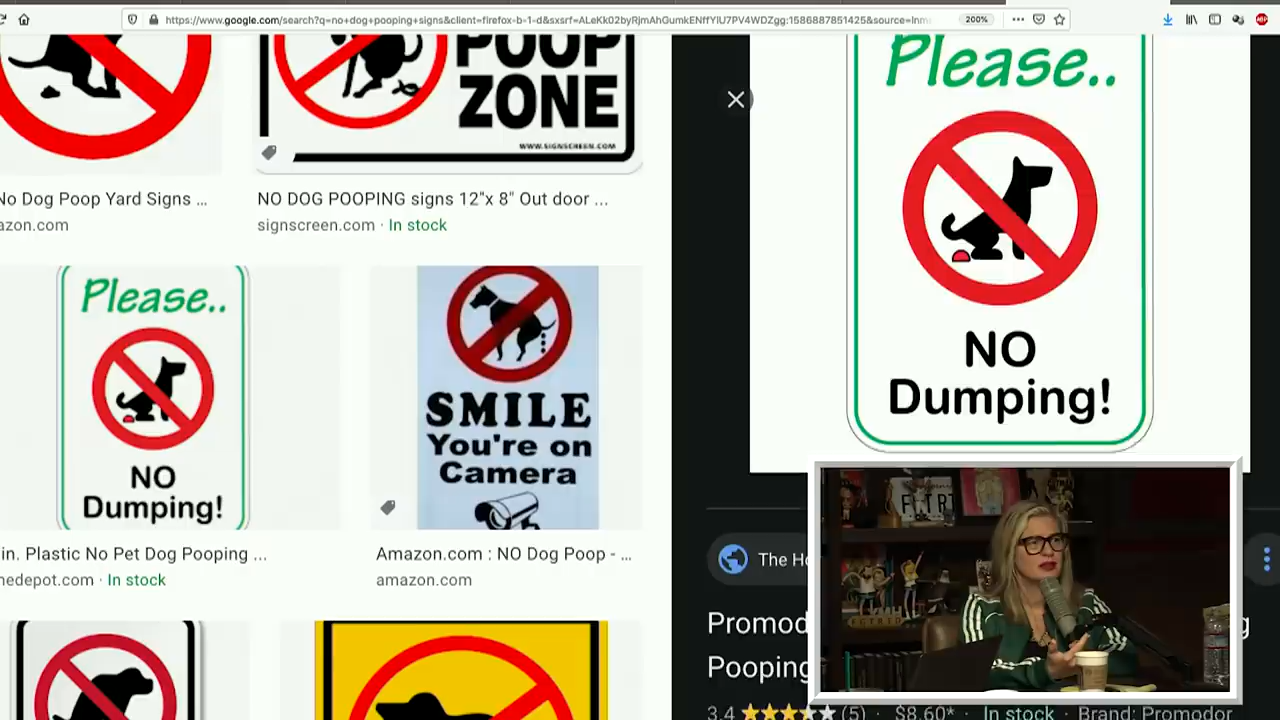 https://www.google.com/search?q=no+dog+pooping+signs&client=firefox-b-1-d&sxsrf=ALeKk02byRjmAhGumkENffYlU7PV4WDZgg:1586887851425&source=lnm
200%
POOP
ZONE
WWW.SIGNSCREEN.COM
No Dog Poop Yard Signs ...
azon.com
NO DOG POOPING signs 12"x 8" Out door ...
signscreen.com · In stock
Please..
NO
Dumping!
Please..
NO
Dumping!
SMILE
You're on
Camera
in. Plastic No Pet Dog Pooping ...
nedepot.com · In stock
Amazon.com : NO Dog Poop - ...
amazon.com
The Ho
Promod
Pooping
g
3.4 (5) · $8.60* · In stock · Brand: Promodor